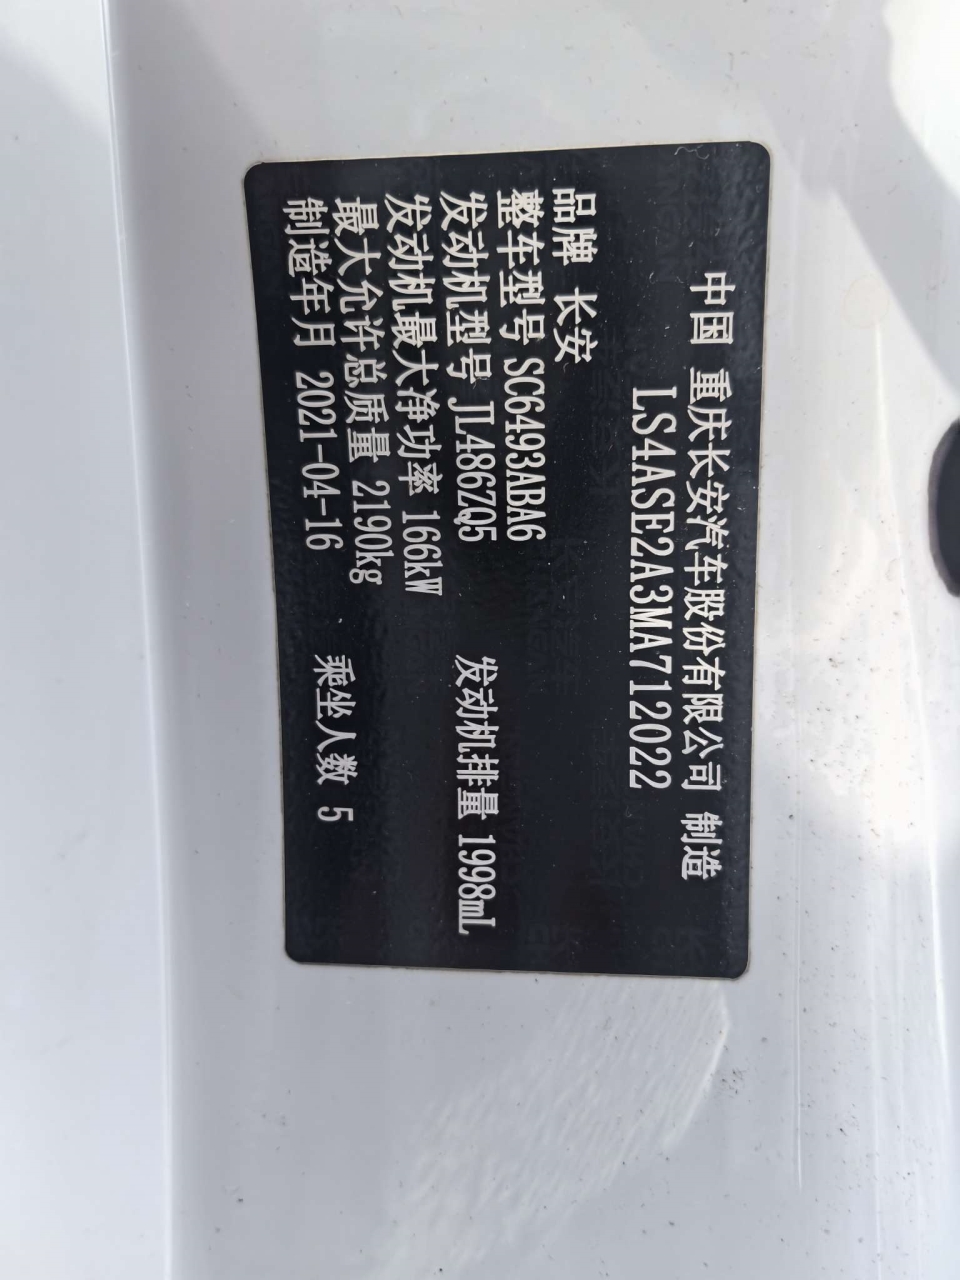 中国 重庆长安汽车股份有限公司 制造
LS4ASE2A3MA712022
品牌 长安
整车型号 SC6493ABA6
发动机型号 JL486ZQ5 发动机排量 1998mL
发动机最大净功率 166kW
最大允许总质量 2190kg
制造年月 2021-04-16 乘坐人数 5